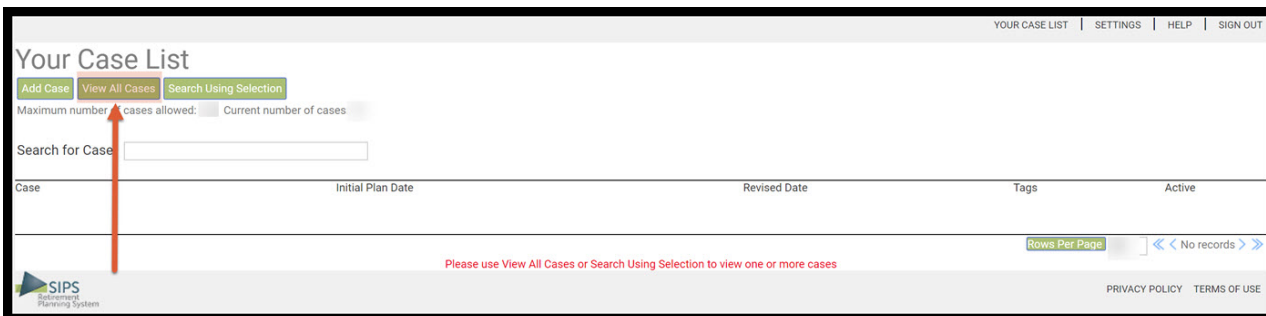 YOUR CASE LIST | SETTINGS | HELP | SIGN OUT
Your Case List
Add Case View All Cases Search Using Selection
Maximum number of cases allowed: Current number of cases
Search for Case
Case Initial Plan Date Revised Date Tags Active
Rows Per Page No records
Please use View All Cases or Search Using Selection to view one or more cases
SIPS
Retirement
Planning System
PRIVACY POLICY TERMS OF USE